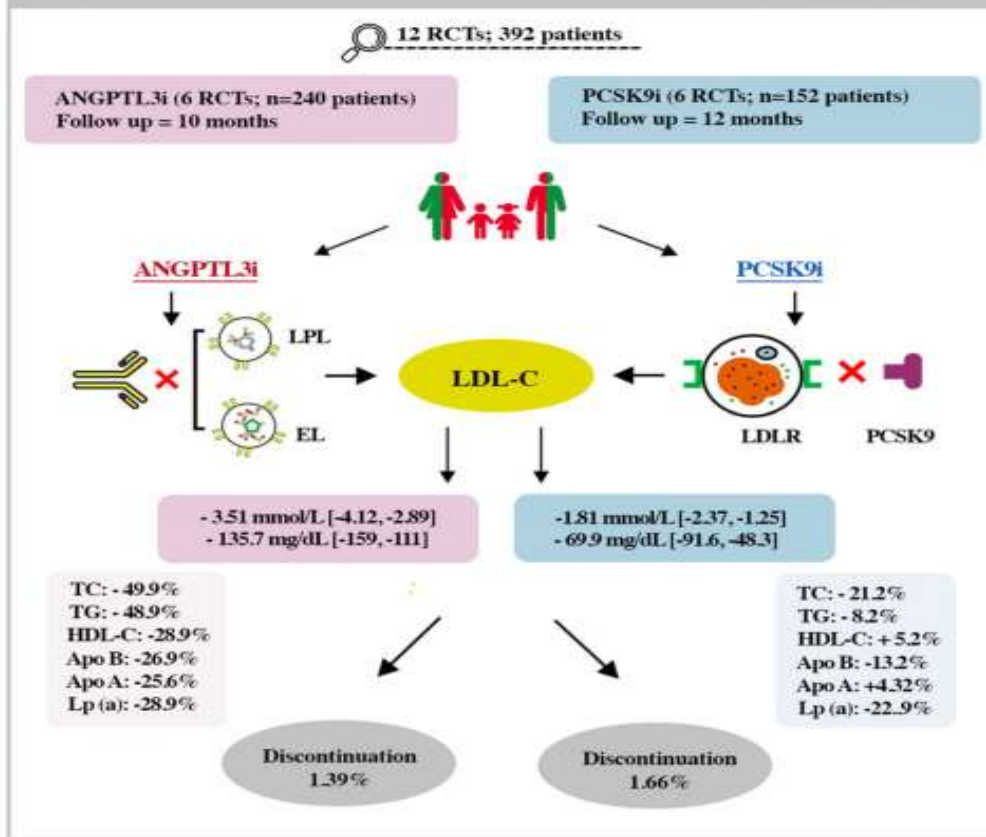 12 RCTs; 392 patients
ANGPTL3i (6 RCTs; n=240 patients)
Follow up = 10 months
PCSK9i (6 RCTs; n=152 patients)
Follow up = 12 months
ANGPTL3i
PCSK9i
LPL
EL
LDL-C
LDLR
PCSK9
- 3.51 mmol/L [-4.12, -2.89]
- 135.7 mg/dL [-159, -111]
-1.81 mmol/L [-2.37, -1.25]
- 69.9 mg/dL [-91.6, -48.3]
TC: - 49.9%
TG: - 48.9%
HDL-C: -28.9%
Apo B: -26.9%
Apo A: -25.6%
Lp (a): -28.9%
TC: - 21.2%
TG: - 8.2%
HDL-C: + 5.2%
Apo B: -13.2%
Apo A: +4.32%
Lp (a): -22..9%
Discontinuation
1.39%
Discontinuation
1.66%